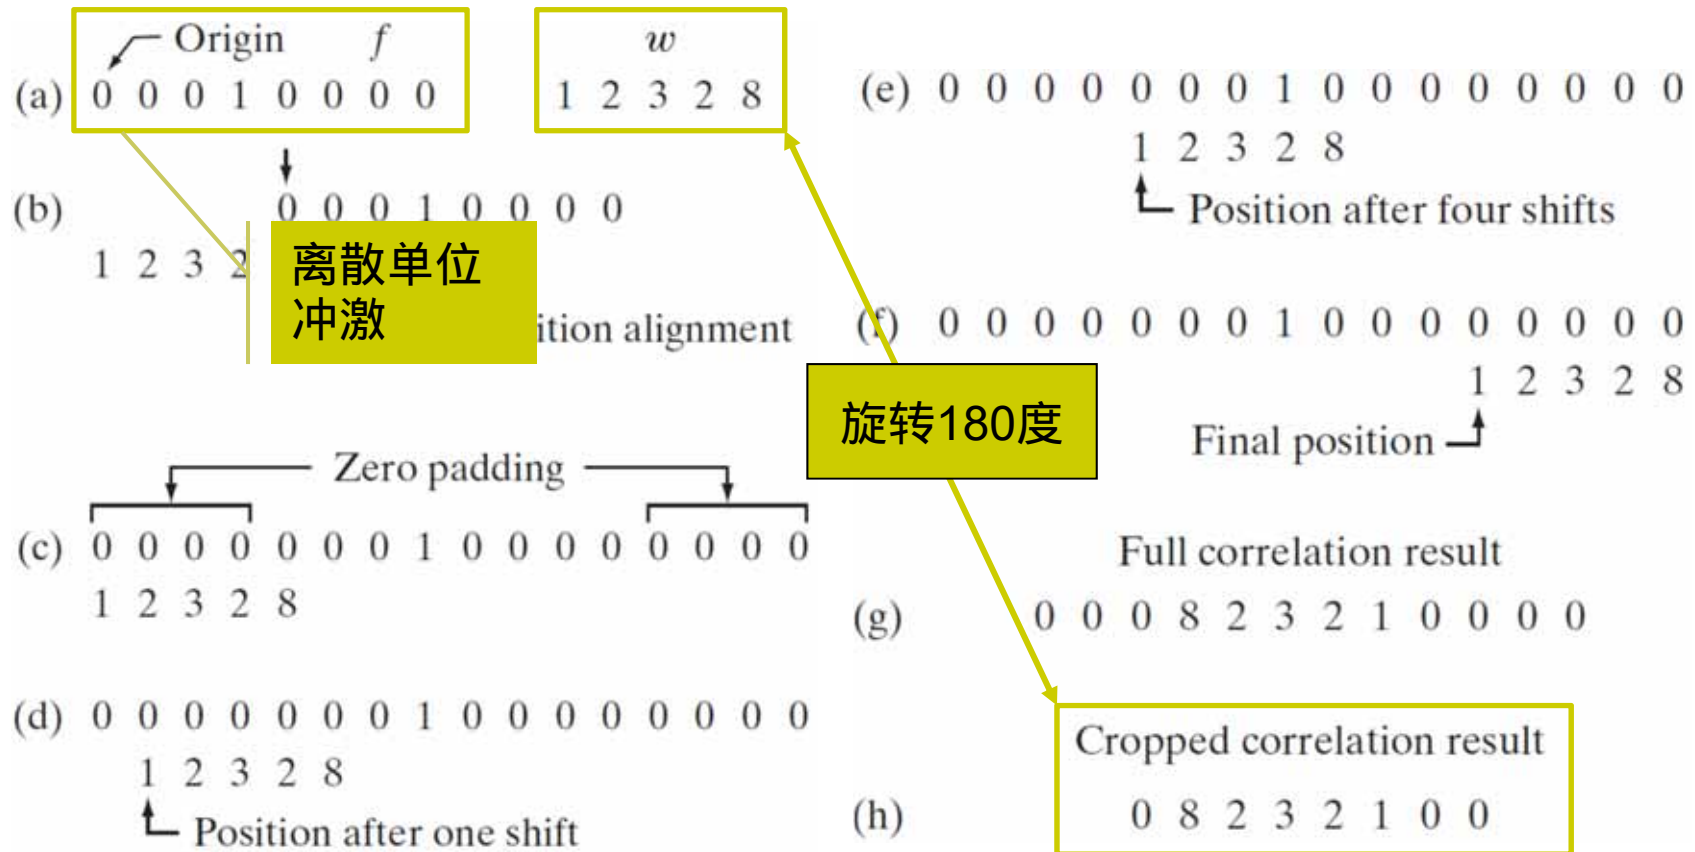 Origin f
(a) 0 0 0 1 0 0 0 0
w
1 2 3 2 8
(b) 0 0 0 1 0 0 0 0
1 2 3 2
离散单位
冲激
ition alignment
Zero padding
(c) 0 0 0 0 0 0 0 1 0 0 0 0 0 0 0 0
1 2 3 2 8
(d) 0 0 0 0 0 0 0 1 0 0 0 0 0 0 0 0
1 2 3 2 8
Position after one shift
旋转180度
(e) 0 0 0 0 0 0 0 1 0 0 0 0 0 0 0 0
1 2 3 2 8
Position after four shifts
(f) 0 0 0 0 0 0 0 1 0 0 0 0 0 0 0 0
1 2 3 2 8
Final position
Full correlation result
(g) 0 0 0 8 2 3 2 1 0 0 0 0
Cropped correlation result
(h) 0 8 2 3 2 1 0 0